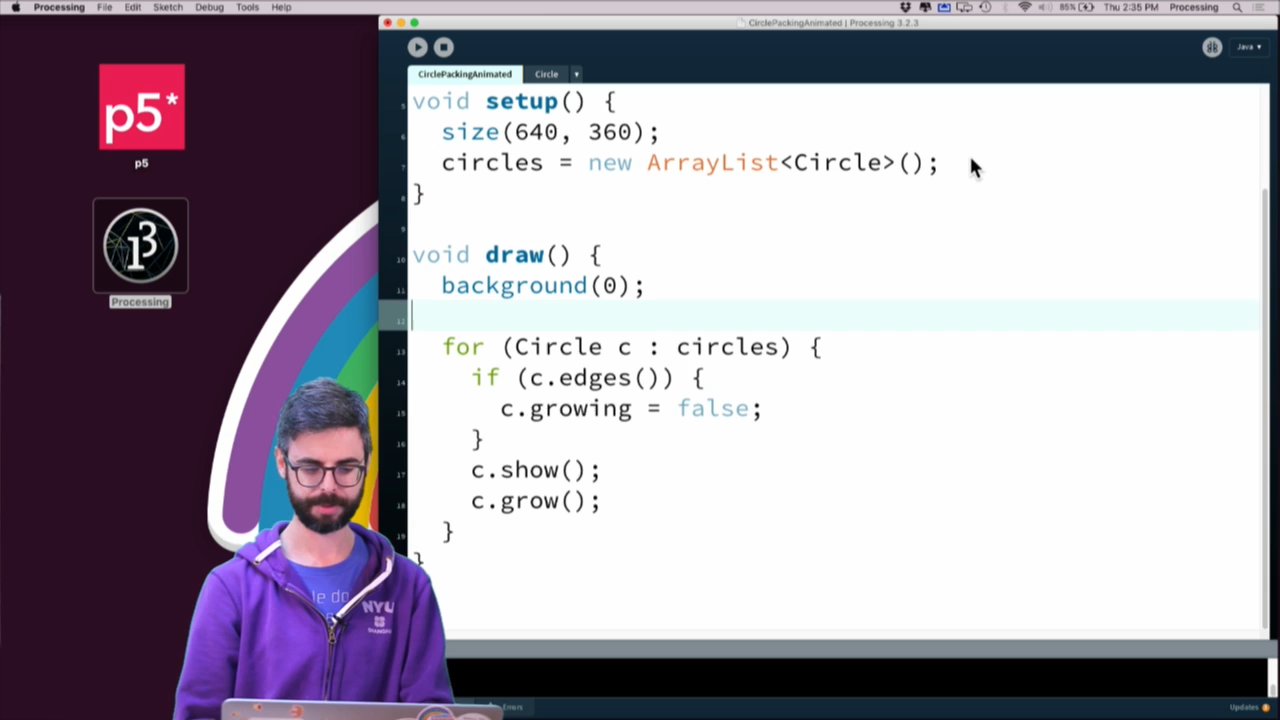 Processing File Edit Sketch Debug Tools Help
85% Thu 2:35 PM Processing
CirclePackingAnimated | Processing 3.2.3
Java ▾
CirclePackingAnimated Circle ▾
p5*
p5
Processing
5 void setup() {
6 size(640, 360);
7 circles = new ArrayList<Circle>();
8 }
9
10 void draw() {
11 background(0);
12
13 for (Circle c : circles) {
14 if (c.edges()) {
15 c.growing = false;
16 }
17 c.show();
18 c.grow();
19 }
}
NYU
SHANGHAI
Errors
Updates